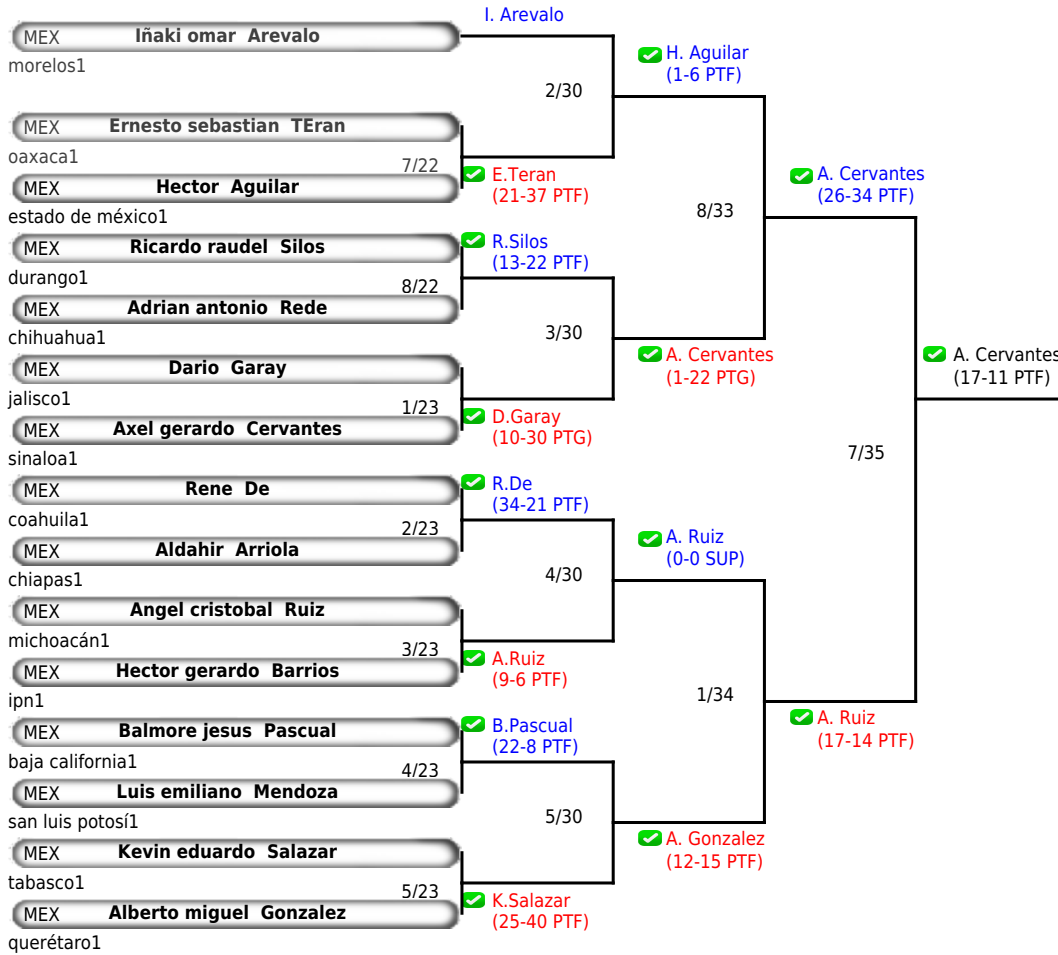 I. Arevalo
MEX Iñaki omar Arevalo
morelos1
H. Aguilar
(1-6 PTF)
2/30
MEX Ernesto sebastian TEran
oaxaca1
7/22
MEX Hector Aguilar
estado de méxico1
E.Teran
(21-37 PTF)
A. Cervantes
(26-34 PTF)
8/33
MEX Ricardo raudel Silos
durango1
R.Silos
(13-22 PTF)
8/22
MEX Adrian antonio Rede
chihuahua1
3/30
MEX Dario Garay
jalisco1
A. Cervantes
(1-22 PTG)
A. Cervantes
(17-11 PTF)
1/23
MEX Axel gerardo Cervantes
sinaloa1
D.Garay
(10-30 PTG)
7/35
MEX Rene De
coahuila1
R.De
(34-21 PTF)
2/23
MEX Aldahir Arriola
chiapas1
A. Ruiz
(0-0 SUP)
4/30
MEX Angel cristobal Ruiz
michoacán1
3/23
MEX Hector gerardo Barrios
ipn1
A.Ruiz
(9-6 PTF)
1/34
MEX Balmore jesus Pascual
baja california1
B.Pascual
(22-8 PTF)
A. Ruiz
(17-14 PTF)
4/23
MEX Luis emiliano Mendoza
san luis potosí1
5/30
MEX Kevin eduardo Salazar
tabasco1
A. Gonzalez
(12-15 PTF)
5/23
MEX Alberto miguel Gonzalez
querétaro1
K.Salazar
(25-40 PTF)